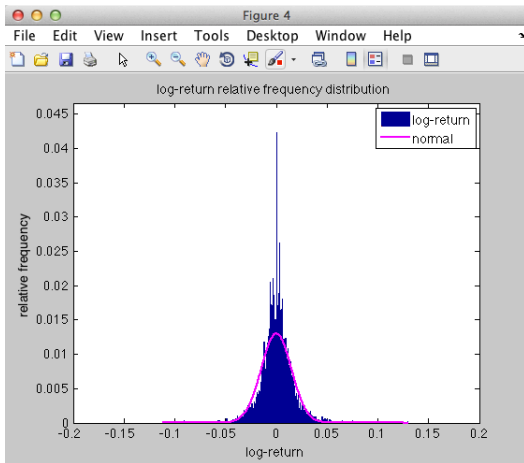 Figure 4
File Edit View Insert Tools Desktop Window Help
log-return relative frequency distribution
log-return
normal
0.045
0.04
0.035
0.03
0.025
0.02
0.015
0.01
0.005
0
relative frequency
-0.2 -0.15 -0.1 -0.05 0 0.05 0.1 0.15 0.2
log-return